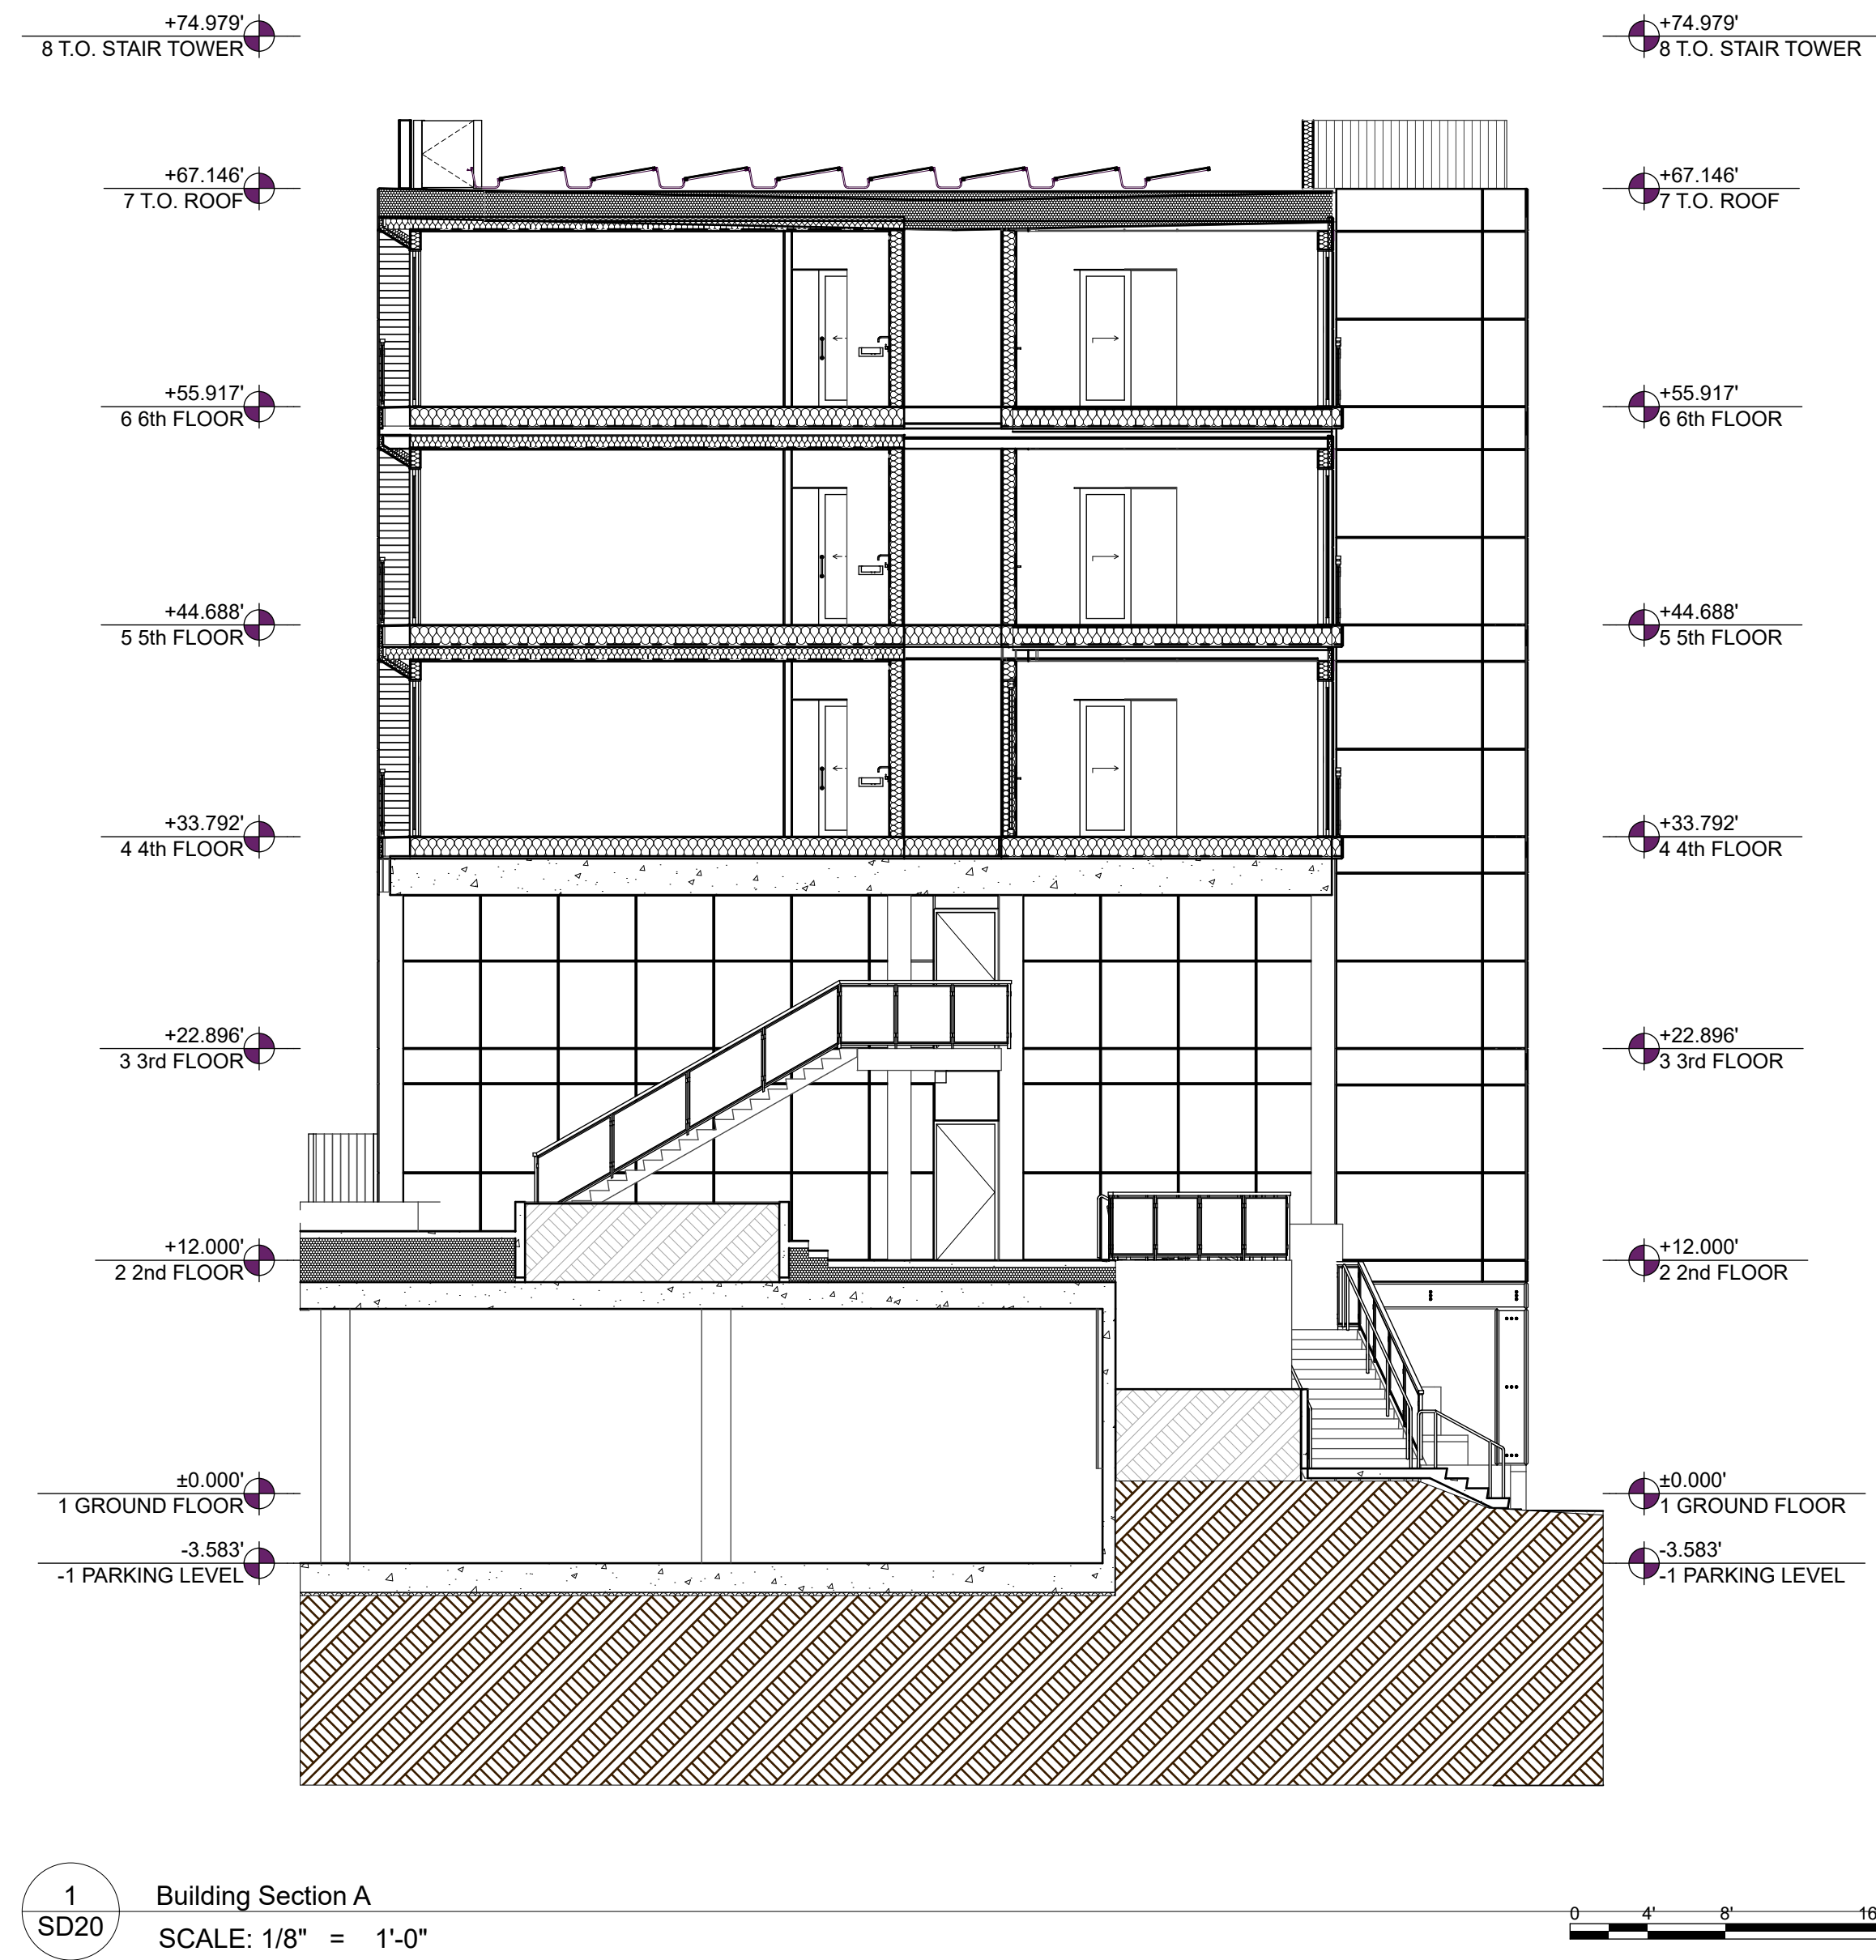 +74.979'
8 T.O. STAIR TOWER
+74.979'
8 T.O. STAIR TOWER
+67.146'
7 T.O. ROOF
+67.146'
7 T.O. ROOF
+55.917'
6 6th FLOOR
+55.917'
6 6th FLOOR
+44.688'
5 5th FLOOR
+44.688'
5 5th FLOOR
+33.792'
4 4th FLOOR
+33.792'
4 4th FLOOR
+22.896'
3 3rd FLOOR
+22.896'
3 3rd FLOOR
+12.000'
2 2nd FLOOR
+12.000'
2 2nd FLOOR
±0.000'
1 GROUND FLOOR
±0.000'
1 GROUND FLOOR
-3.583'
-1 PARKING LEVEL
-3.583'
-1 PARKING LEVEL
1
SD20
Building Section A
SCALE: 1/8" = 1'-0"
0 4' 8' 16